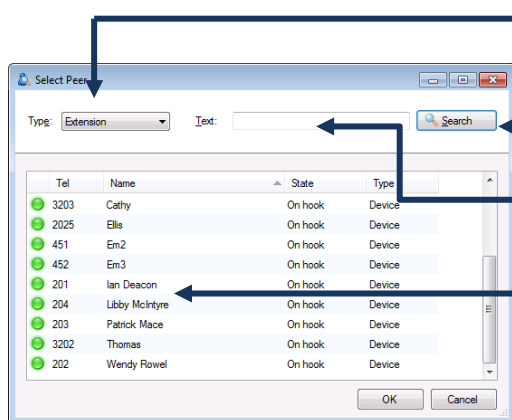 Select Peer
Type: Extension Text: Search
Tel Name State Type
3203 Cathy On hook Device
2025 Ellis On hook Device
451 Em2 On hook Device
452 Em3 On hook Device
201 Ian Deacon On hook Device
204 Libby McIntyre On hook Device
203 Patrick Mace On hook Device
3202 Thomas On hook Device
202 Wendy Rowel On hook Device
OK Cancel